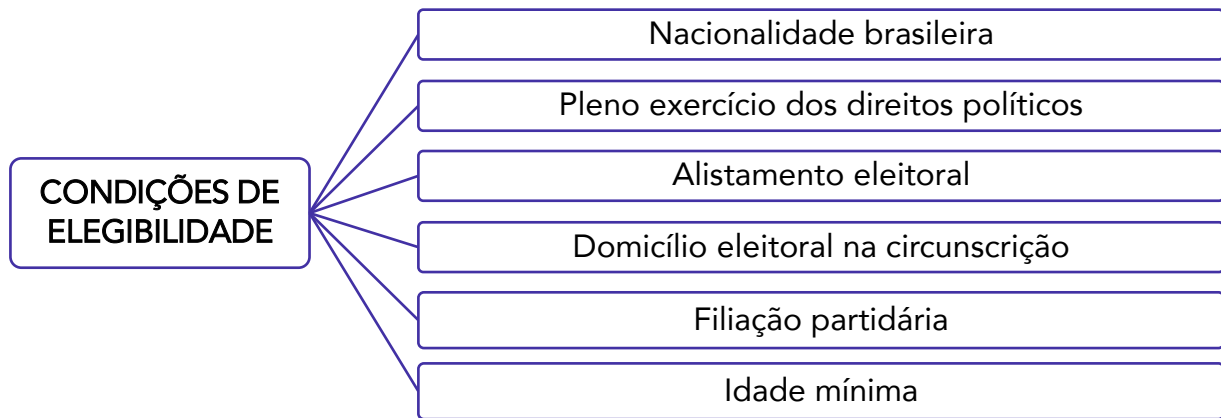 CONDIÇÕES DE
ELEGIBILIDADE
Nacionalidade brasileira
Pleno exercício dos direitos políticos
Alistamento eleitoral
Domicílio eleitoral na circunscrição
Filiação partidária
Idade mínima